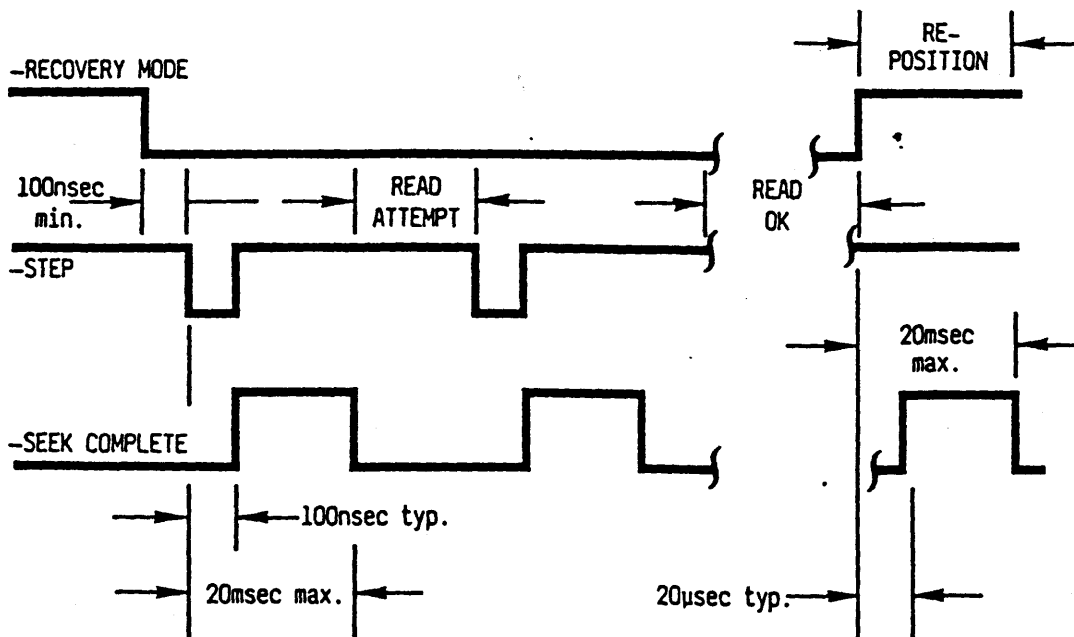 RE-
POSITION
-RECOVERY MODE
100nsec
min.
READ
ATTEMPT
READ
OK
-STEP
20msec
max.
-SEEK COMPLETE
100nsec typ.
20msec max.
20µsec typ.